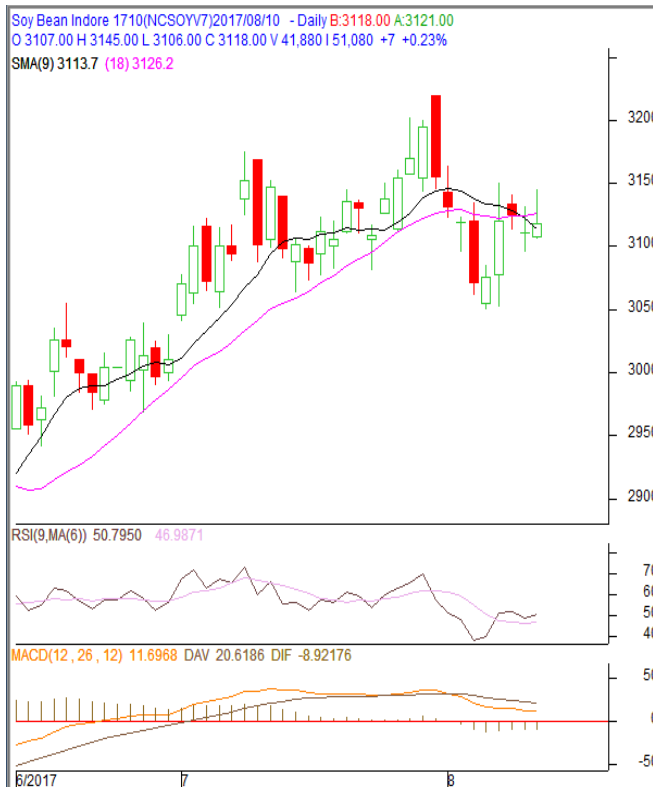 Soy Bean Indore 1710(NCSOYV7)2017/08/10 - Daily B:3118.00 A:3121.00
O 3107.00 H 3145.00 L 3106.00 C 3118.00 V 41,880 I 51,080 +7 +0.23%
SMA(9) 3113.7 (18) 3126.2
3200
3150
3100
3050
3000
2950
2900
RSI(9,MA(6)) 50.7950 46.9871
70
60
50
40
MACD(12 , 26 , 12) 11.6968 DAV 20.6186 DIF -8.92176
50
0
-50
6/2017 7 8